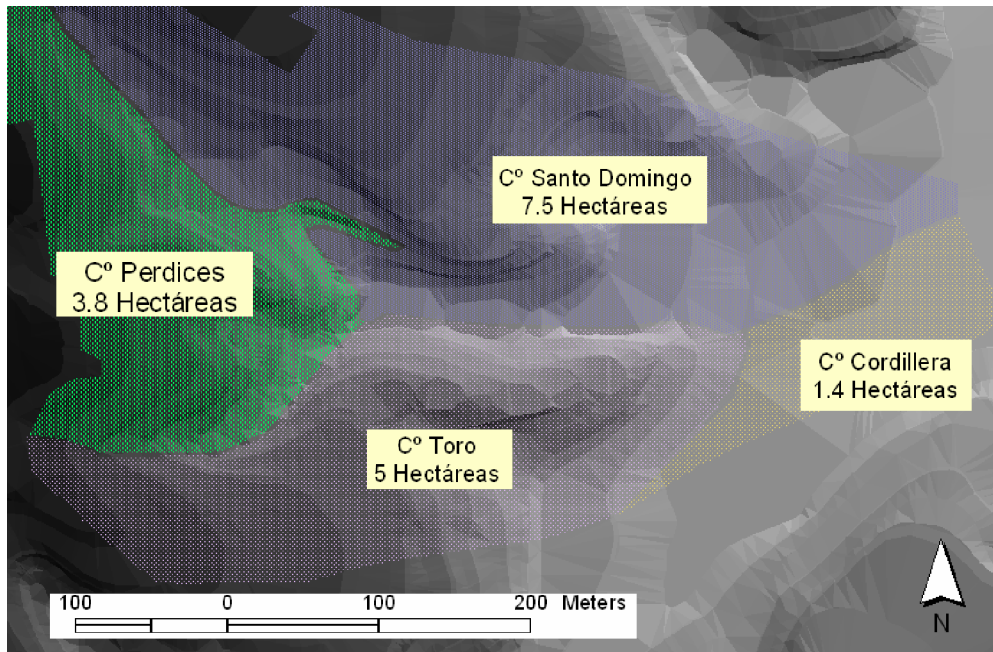 Cº Santo Domingo
7.5 Hectáreas
Cº Perdices
3.8 Hectáreas
Cº Cordillera
1.4 Hectáreas
Cº Toro
5 Hectáreas
100 0 100 200 Meters
N